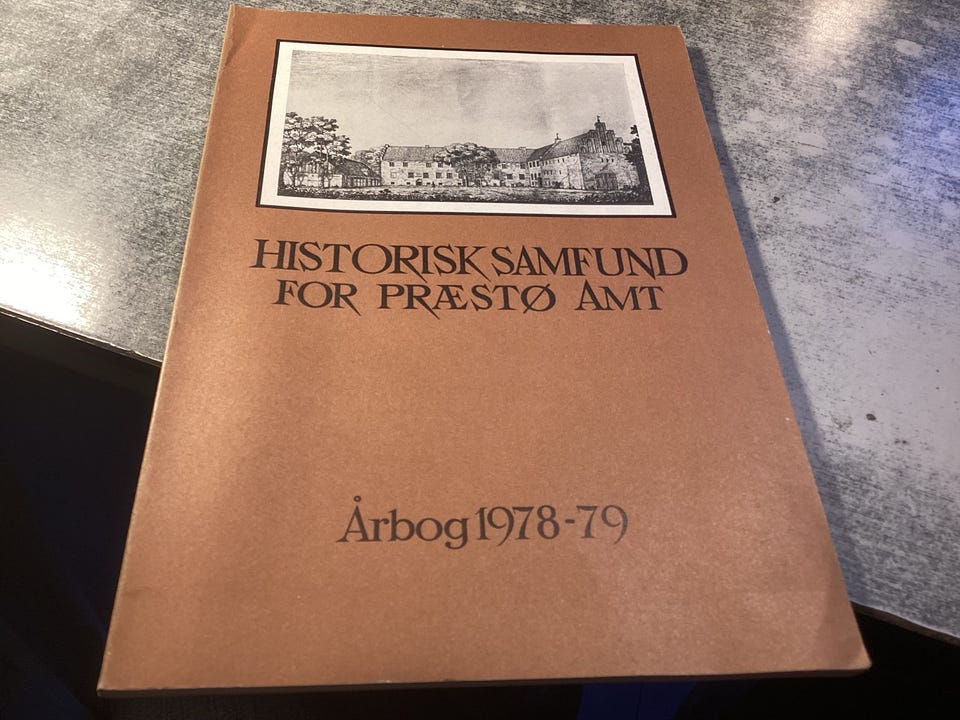 HISTORISK SAMFUND
FOR PRÆSTØ AMT
Årbog 1978-79